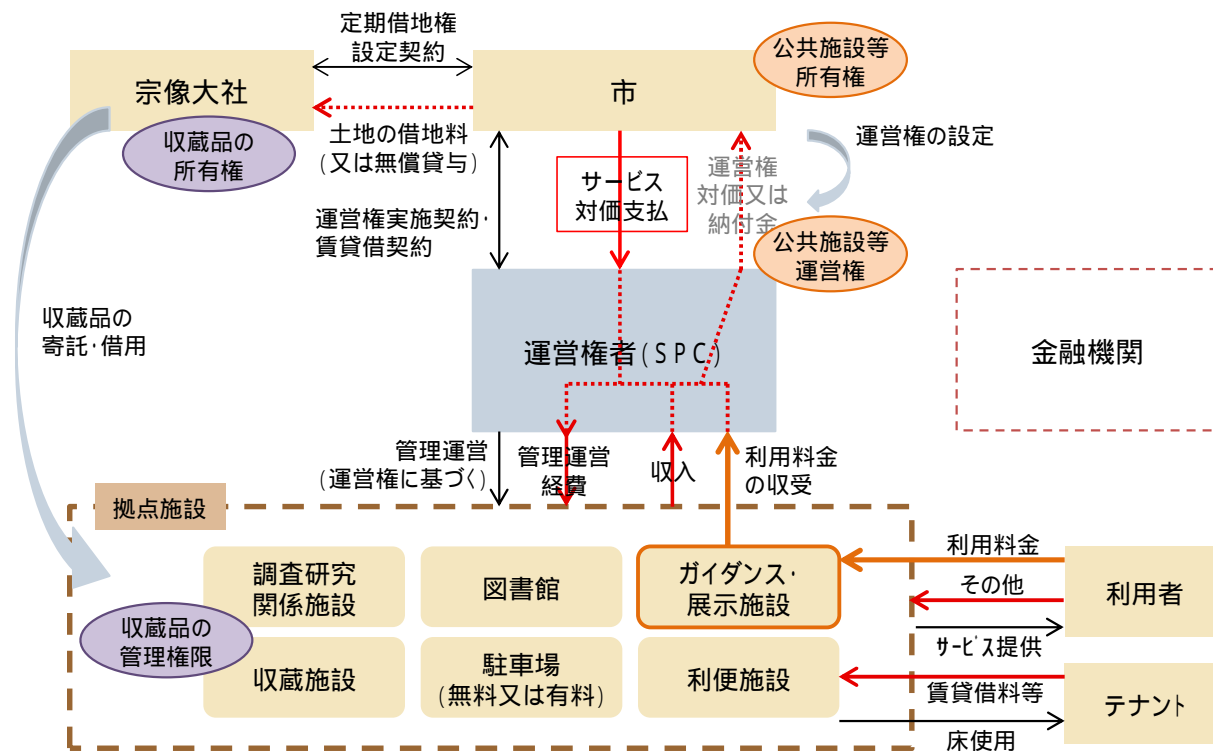 定期借地権
設定契約
公共施設等
所有権
宗像大社
市
収蔵品の
所有権
土地の借地料
(又は無償貸与)
サービス
対価支払
運営権
対価又は
納付金
運営権の設定
運営権実施契約・
賃貸借契約
公共施設等
運営権
収蔵品の
寄託・借用
運営権者(SPC)
金融機関
管理運営
(運営権に基づく)
管理運営
経費
収入
利用料金
の収受
拠点施設
調査研究
関係施設
図書館
ガイダンス・
展示施設
利用料金
その他
サービス提供
利用者
収蔵品の
管理権限
収蔵施設
駐車場
(無料又は有料)
利便施設
賃貸借料等
床使用
テナント